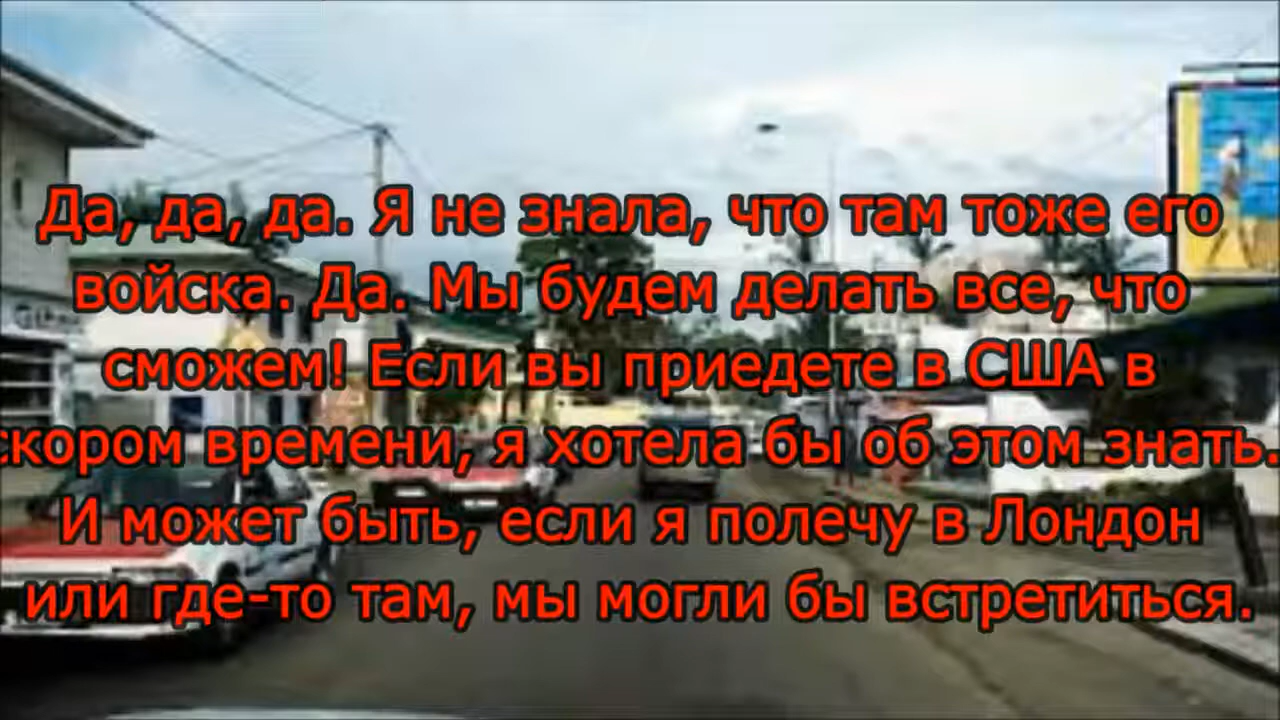 Да, да, да. Я не знала, что там тоже его
войска. Да. Мы будем делать все, что
сможем! Если вы приедете в США в
скором времени, я хотела бы об этом знать.
И может быть, если я полечу в Лондон
или где-то там, мы могли бы встретиться.